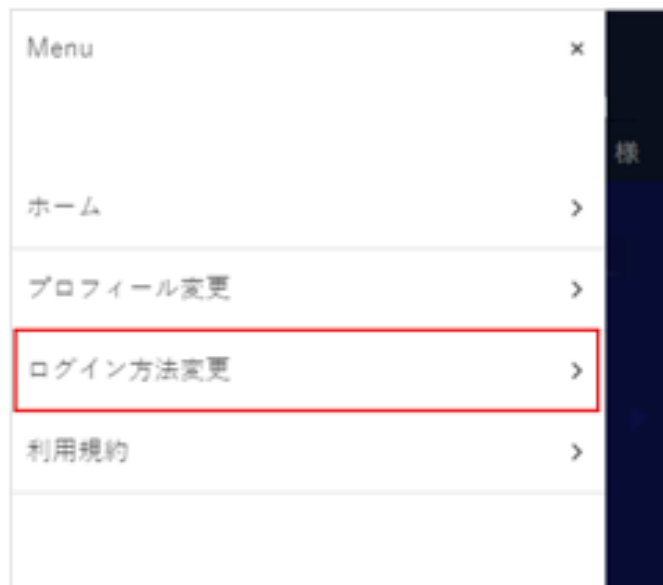 Menu ×
様
ホーム
プロフィール変更
ログイン方法変更
利用規約